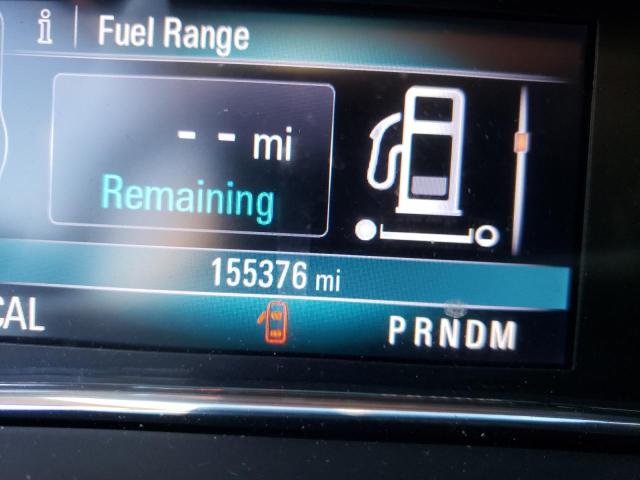 i Fuel Range
-- mi
Remaining
155376 mi
CAL
PRNDM